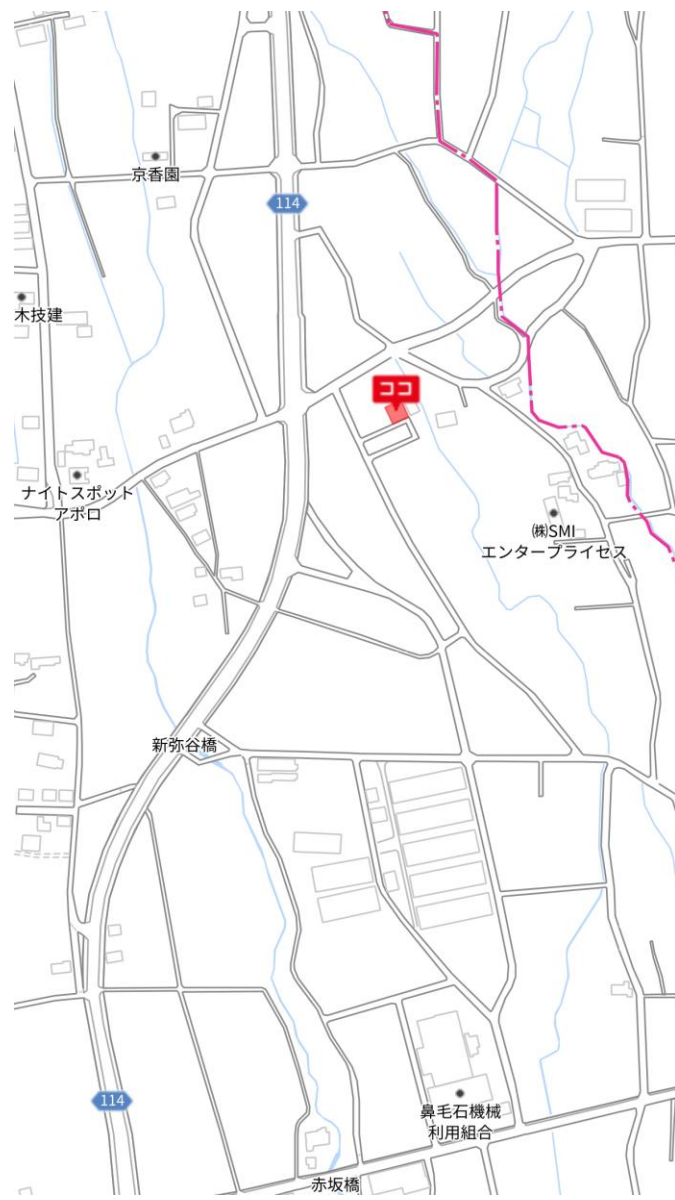 京香園
114
木技建
ココ
ナイトスポット
アポロ
㈱SMI
エンタープライセス
新弥谷橋
114
鼻毛石機械
利用組合
赤坂橋